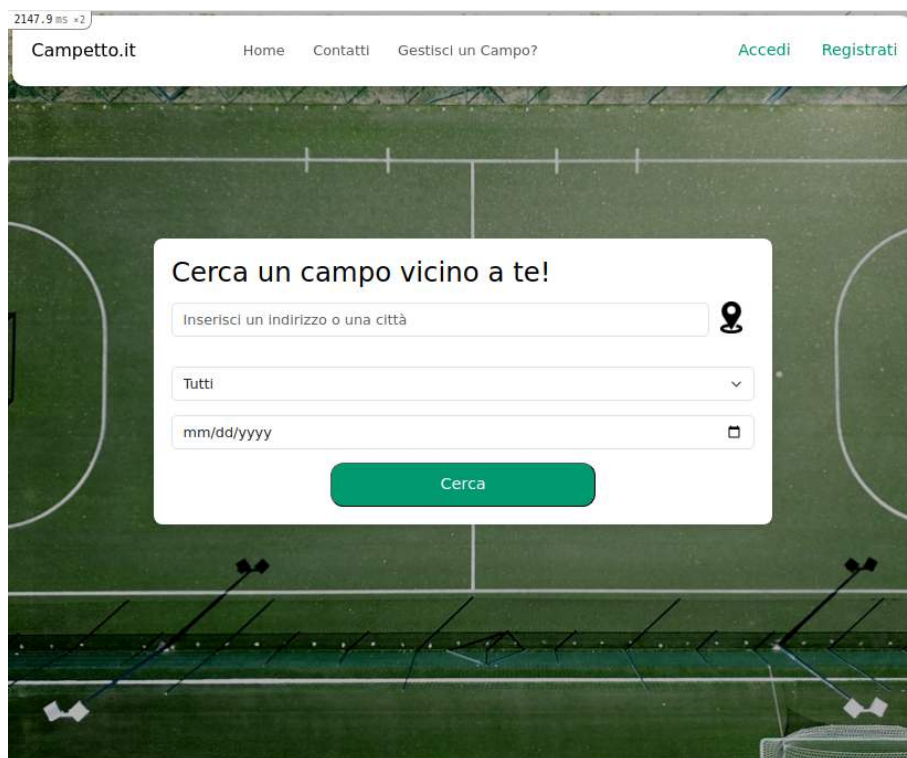 2147.9 ms ×2
Campetto.it
Home
Contatti
Gestisci un Campo?
Accedi
Registrati
Cerca un campo vicino a te!
Inserisci un indirizzo o una città
Tutti
mm/dd/yyyy
Cerca